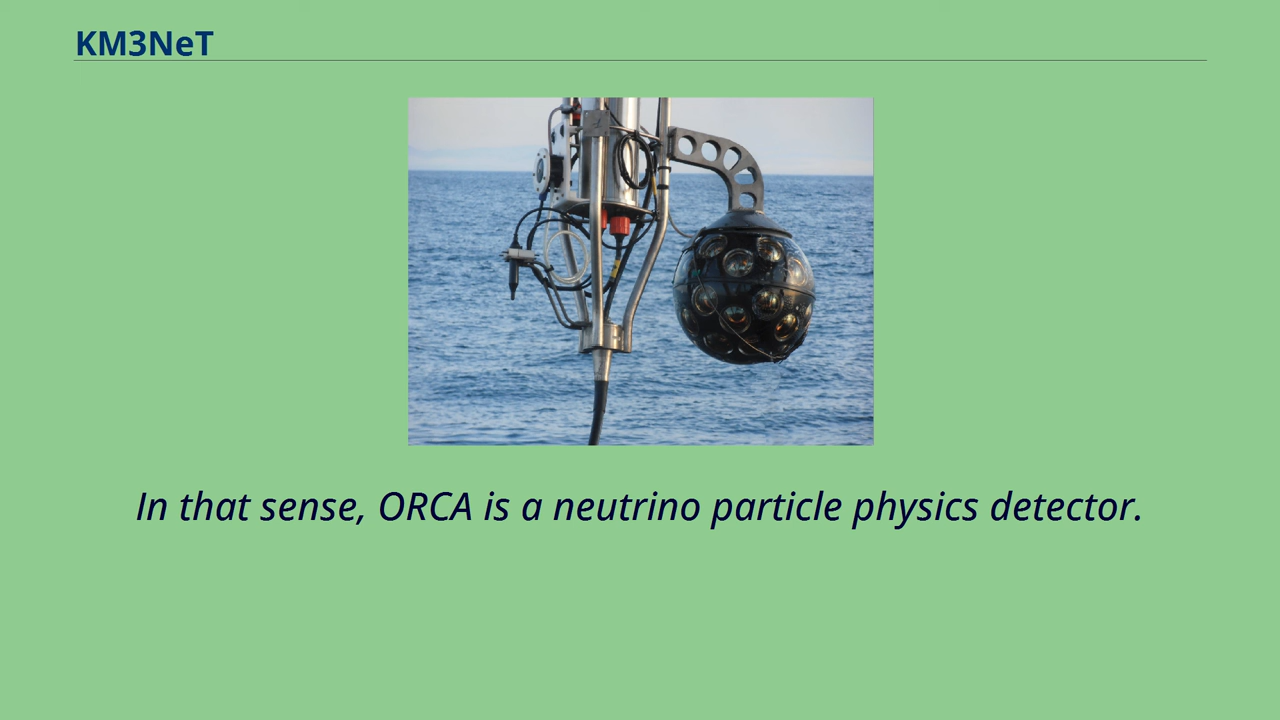 KM3NeT
In that sense, ORCA is a neutrino particle physics detector.